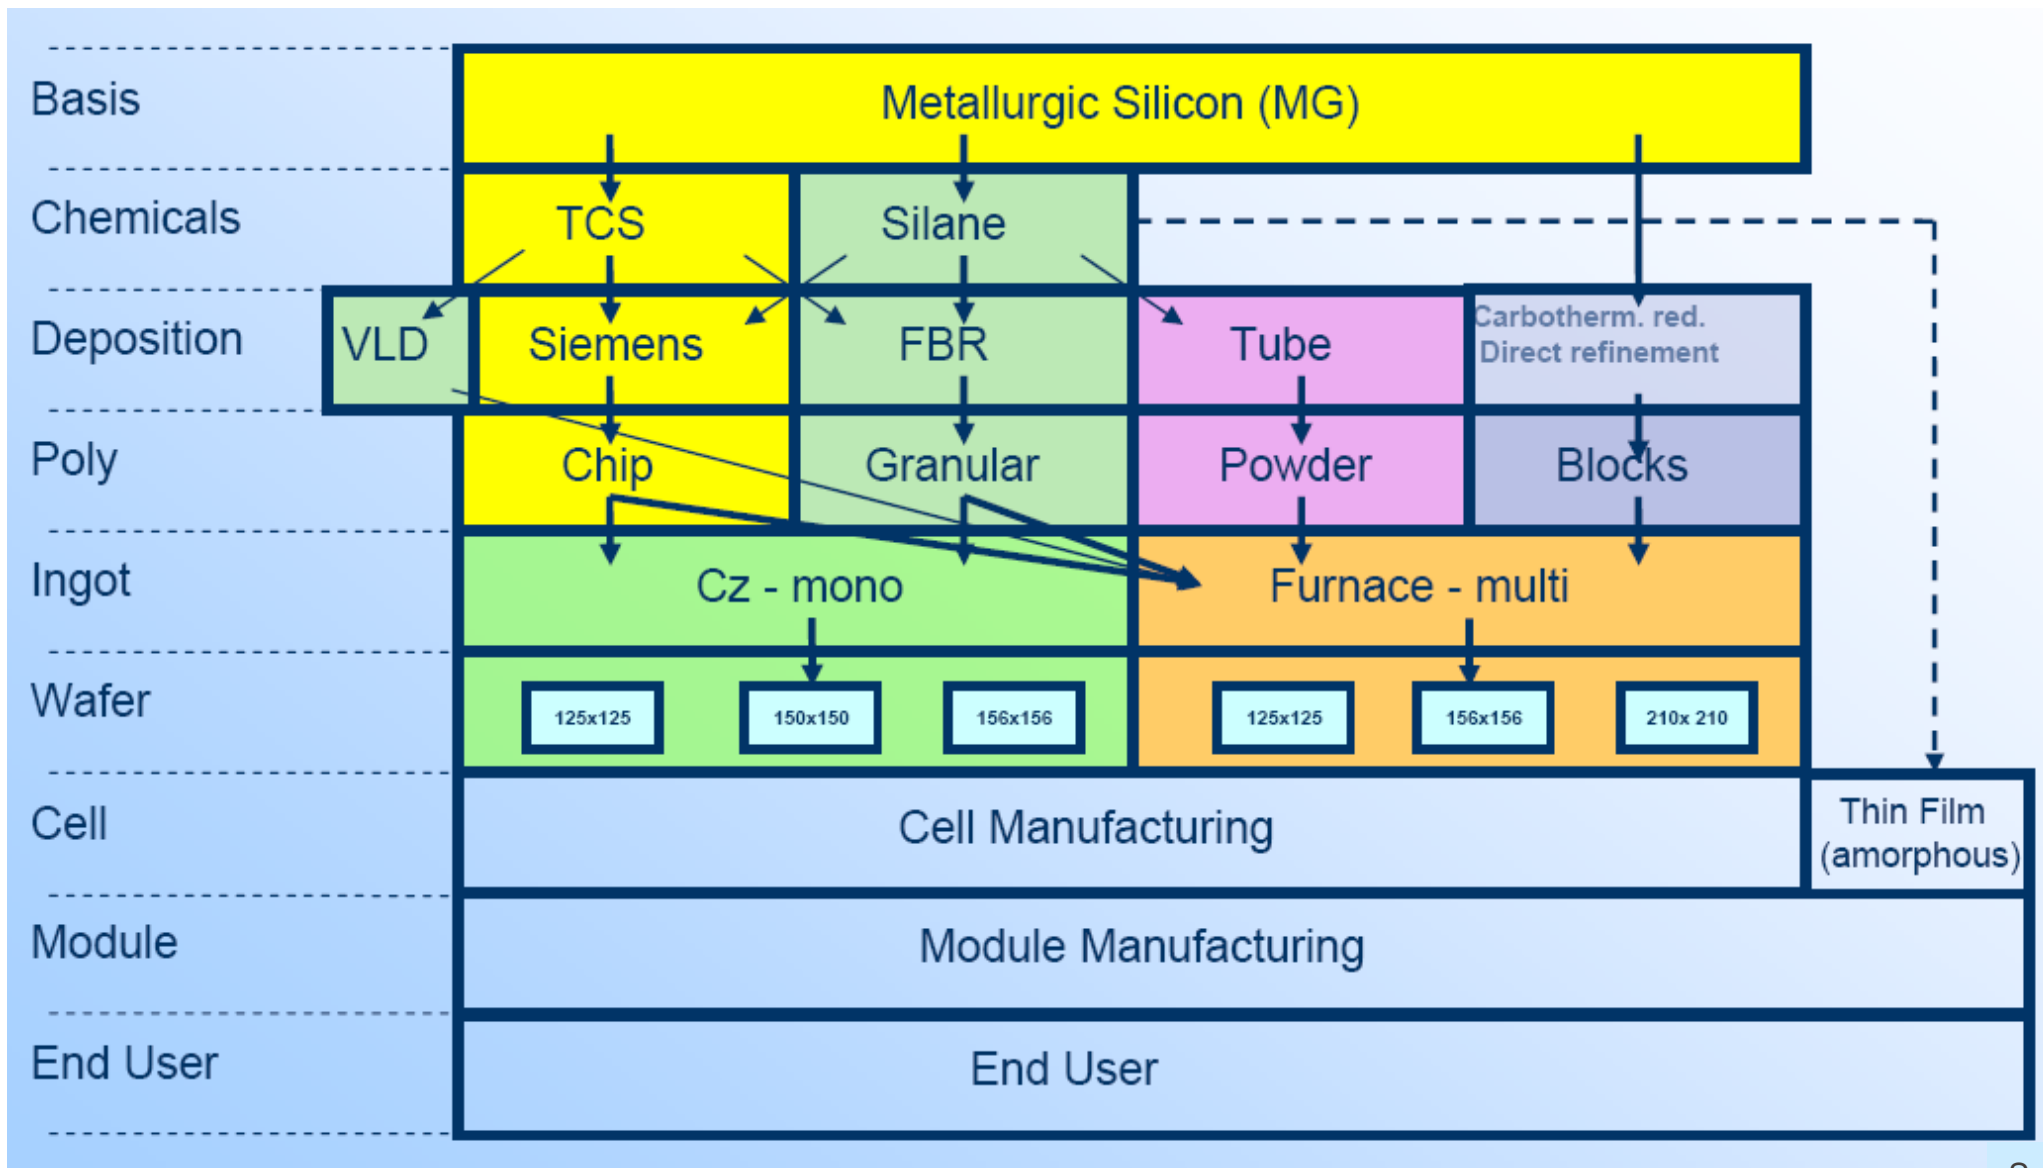 Basis
Metallurgic Silicon (MG)
Chemicals
TCS
Silane
Deposition
VLD
Siemens
FBR
Tube
Carbotherm. red.
Direct refinement
Poly
Chip
Granular
Powder
Blocks
Ingot
Cz - mono
Furnace - multi
Wafer
125x125
150x150
156x156
125x125
156x156
210x 210
Cell
Cell Manufacturing
Thin Film
(amorphous)
Module
Module Manufacturing
End User
End User